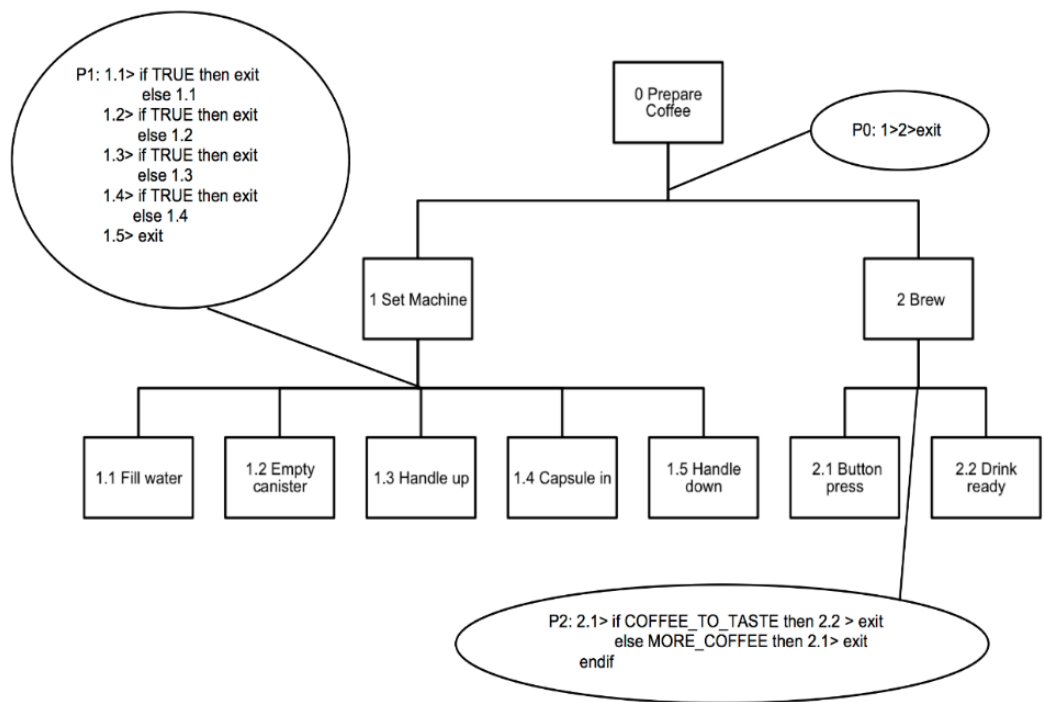 P1: 1.1> if TRUE then exit
else 1.1
1.2> if TRUE then exit
else 1.2
1.3> if TRUE then exit
else 1.3
1.4> if TRUE then exit
else 1.4
1.5> exit
0 Prepare
Coffee
P0: 1>2>exit
1 Set Machine
2 Brew
1.1 Fill water
1.2 Empty
canister
1.3 Handle up
1.4 Capsule in
1.5 Handle
down
2.1 Button
press
2.2 Drink
ready
P2: 2.1> if COFFEE_TO_TASTE then 2.2 > exit
else MORE_COFFEE then 2.1> exit
endif